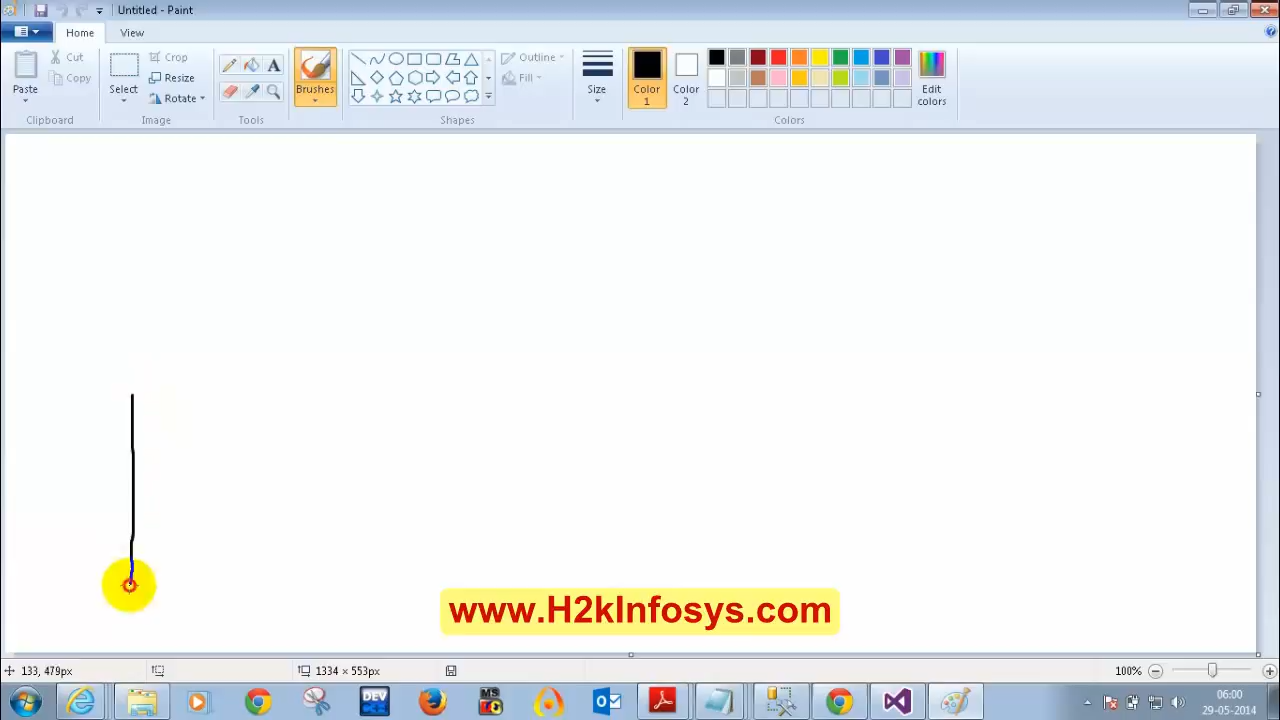 Untitled - Paint
Home View
Paste
Cut
Copy
Clipboard
Select
Crop
Resize
Rotate
Image
A
Tools
Brushes
Outline
Fill
Shapes
Size
Color 1
Color 2
Edit colors
Colors
www.H2kInfosys.com
133, 479px
1334 × 553px
100%
DEV
MS
06:00
29-05-2014